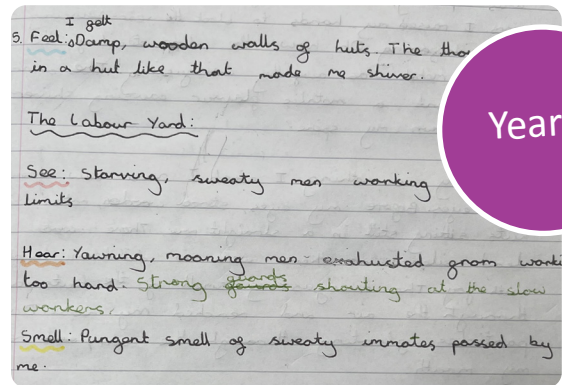 I felt
5. Feel: Damp, wooden walls of huts. The tho
in a hut like that made me shiver.
The Labour Yard:
See: Starving, sweaty men working
limits
Hear: Yawning, moaning men exahusted from worki
guards
too hard. Strong shouting at the slow
workers.
Smell: Pungent smell of sweaty inmates passed by
me.
Year